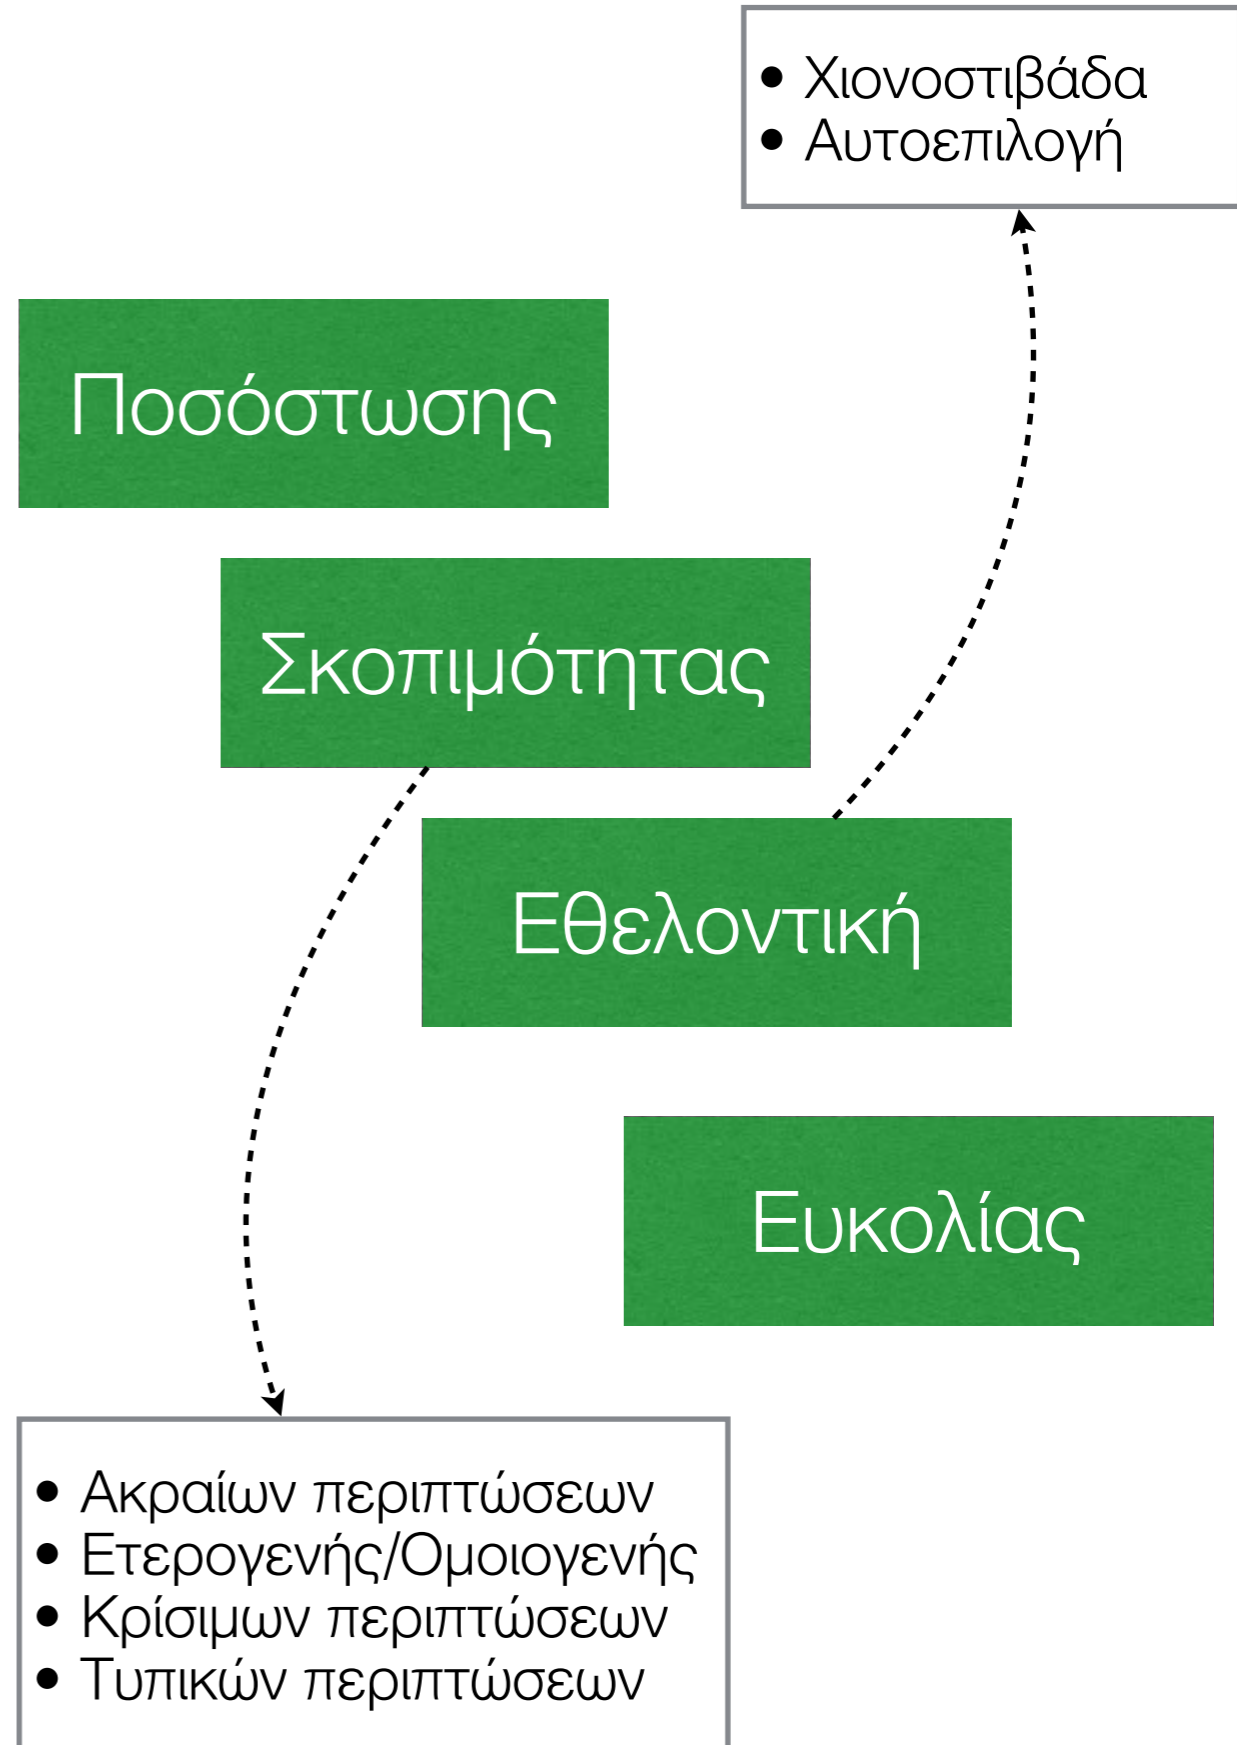 • Χιονοστιβάδα
• Αυτοεπιλογή
Ποσόστωσης
Σκοπιμότητας
Εθελοντική
Ευκολίας
• Ακραίων περιπτώσεων
• Ετερογενής/Ομοιογενής
• Κρίσιμων περιπτώσεων
• Τυπικών περιπτώσεων